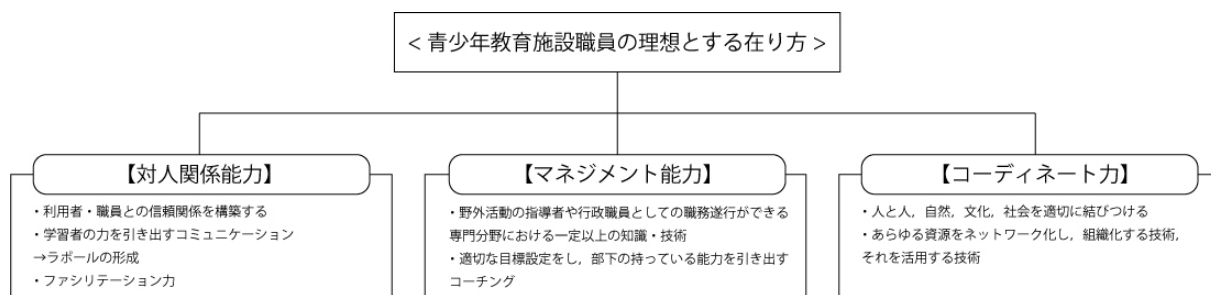 < 青少年教育施設職員の理想とする在り方 >
【対人関係能力】
・利用者・職員との信頼関係を構築する
・学習者の力を引き出すコミュニケーション
→ラポールの形成
・ファシリテーション力
【マネジメント能力】
・野外活動の指導者や行政職員としての職務遂行ができる
専門分野における一定以上の知識・技術
・適切な目標設定をし，部下の持っている能力を引き出す
コーチング
【コーディネート力】
・人と人，自然，文化，社会を適切に結びつける
・あらゆる資源をネットワーク化し，組織化する技術，
それを活用する技術